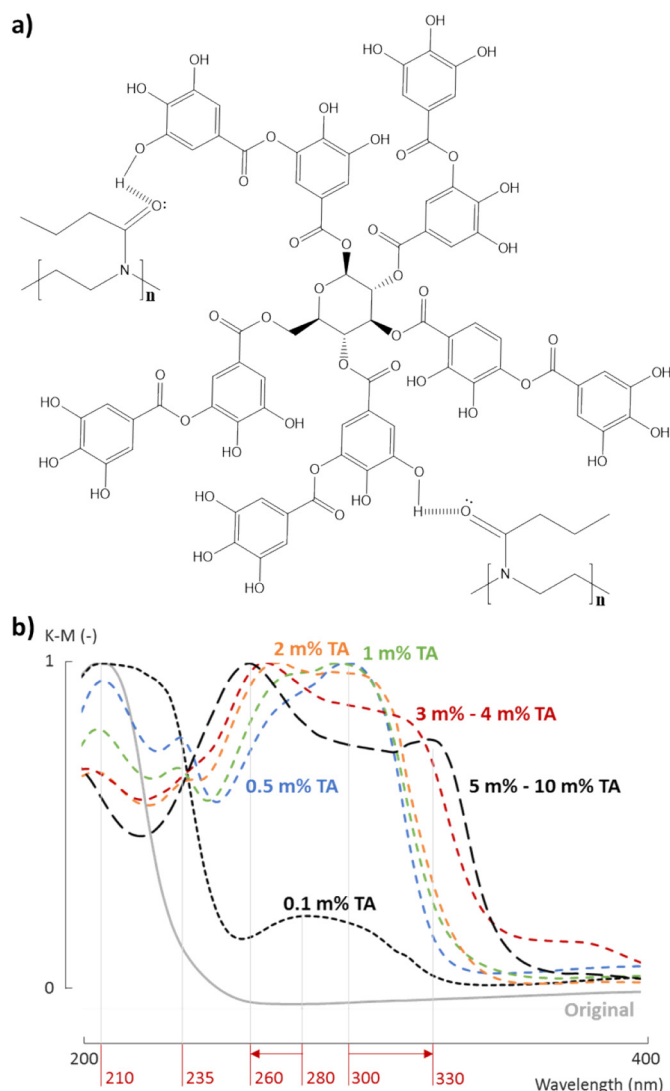 a)
OH
HO
OH
OH
HO
OH
OH
OH
O
O
O
O
OH
O
H
O
O:
OH
O
O
O
OH
O
N
n
O
O
OH
O
O
O
O
O
O
O
O
O
O
O
HO
OH
HO
O
O
HO
OH
OH
OH
HO
HO
OH
HO
OH
O
O
OH
HO
O
H
O:
HO
HO
OH
N
n
b)
K-M (-)
1
2 m% TA
1 m% TA
3 m% - 4 m% TA
0.5 m% TA
5 m% - 10 m% TA
0.1 m% TA
0
Original
200
400
210
235
260
280
300
330
Wavelength (nm)